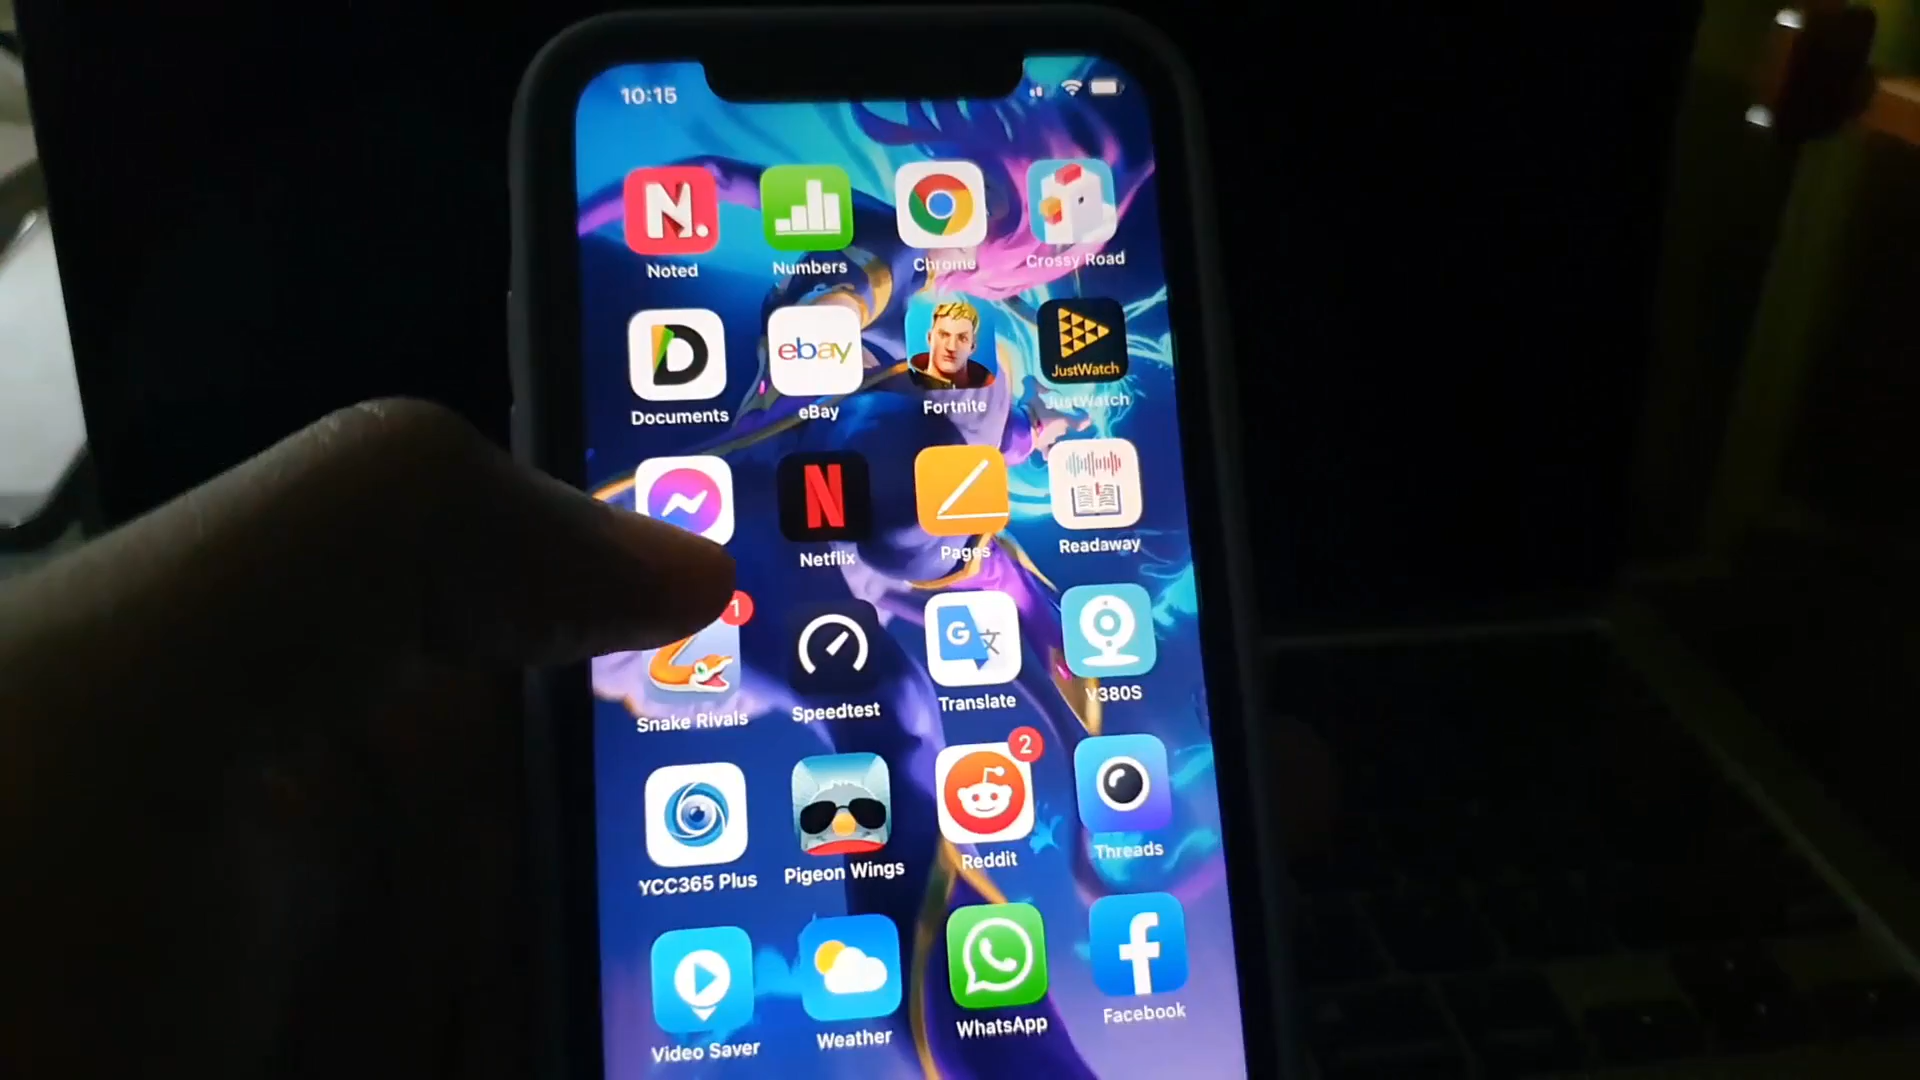 10:15
N.
Noted
Numbers
Chrome
Crossy Road
D
Documents
ebay
eBay
Fortnite
JustWatch
JustWatch
N
Netflix
Pages
Readaway
1
Snake Rivals
Speedtest
G 文
Translate
V380S
YCC365 Plus
Pigeon Wings
2
Reddit
Threads
Video Saver
Weather
WhatsApp
f
Facebook